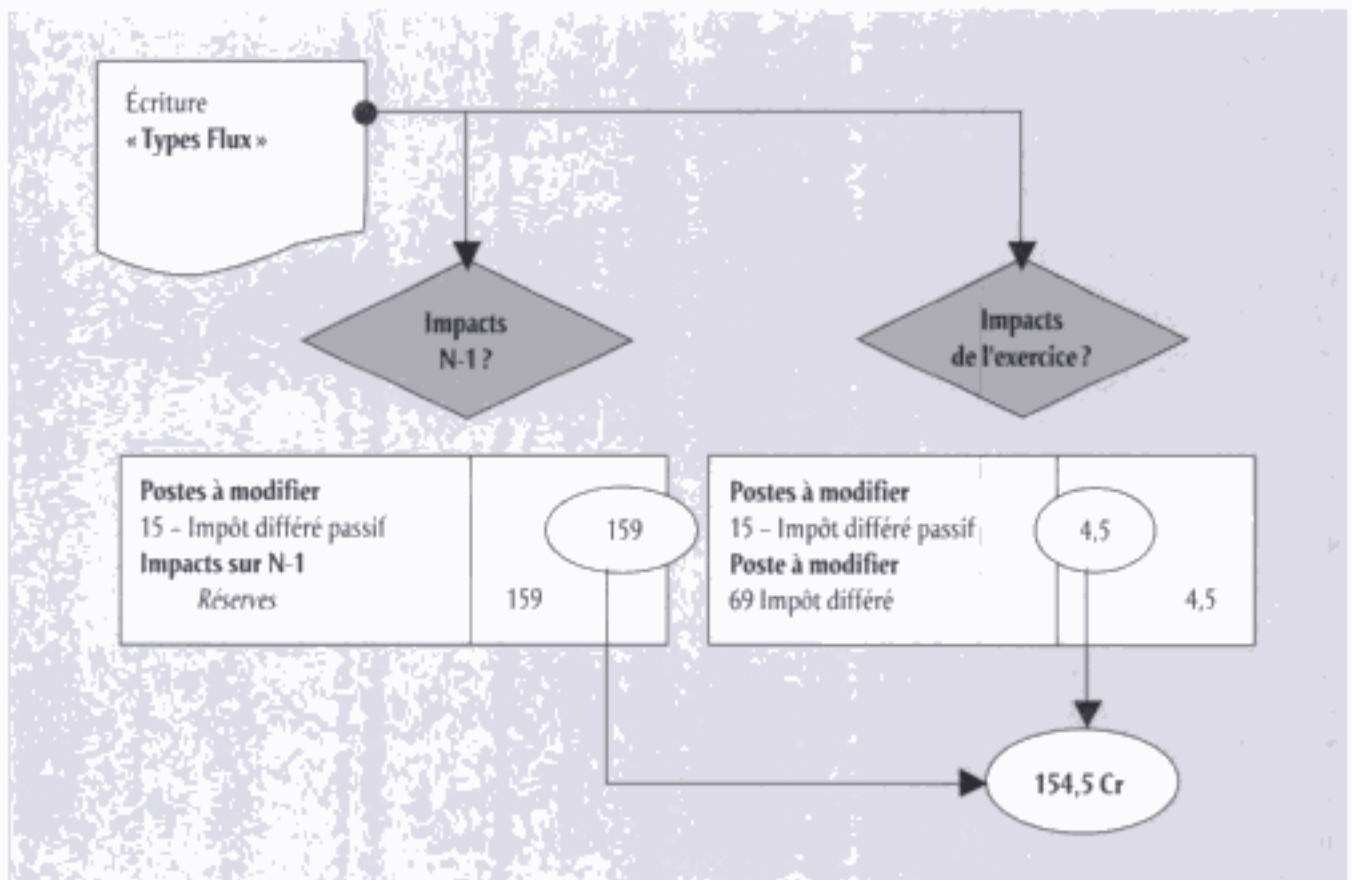 Écriture
« Types Flux »
Impacts
N-1 ?
Impacts
de l'exercice ?
Postes à modifier
15 – Impôt différé passif 159
Impacts sur N-1
Réserves 159
Postes à modifier
15 – Impôt différé passif 4,5
Poste à modifier
69 Impôt différé 4,5
154,5 Cr